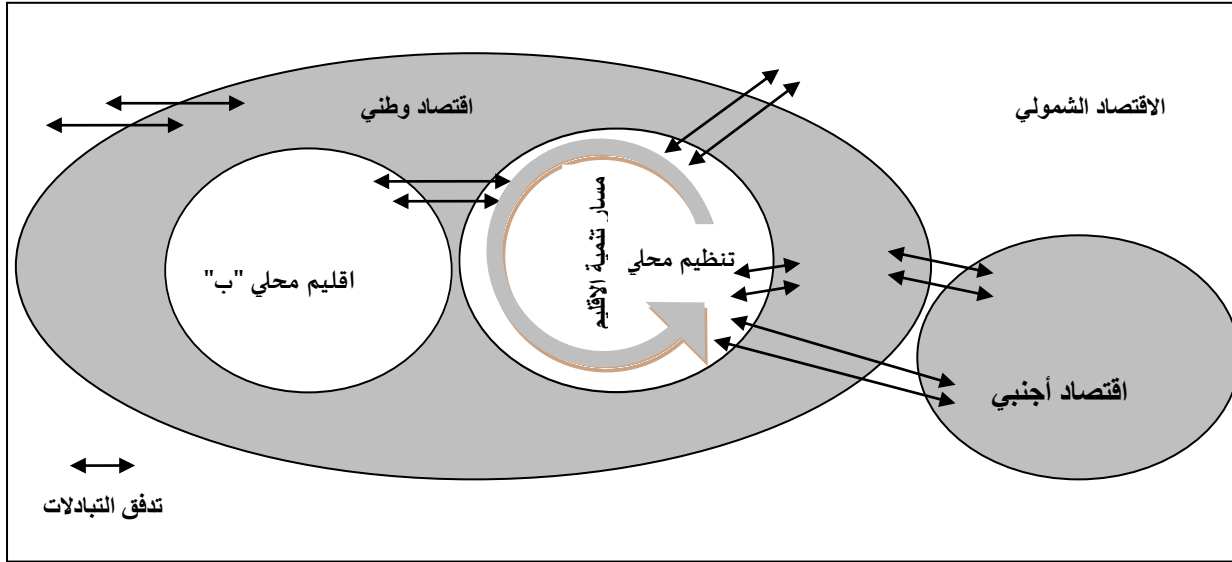 الاقتصاد الشمولي
اقتصاد وطني
مسار تنمية الاقليم
تنظيم محلي
اقليم محلي "ب"
اقتصاد أجنبي
تدفق التبادلات